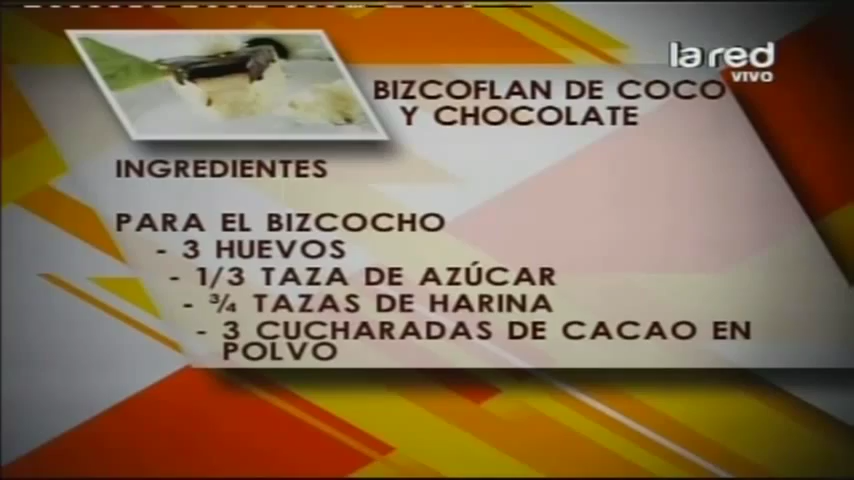 la red
VIVO
BIZCOFLAN DE COCO
Y CHOCOLATE
INGREDIENTES
PARA EL BIZCOCHO
- 3 HUEVOS
- 1/3 TAZA DE AZÚCAR
- ¾ TAZAS DE HARINA
- 3 CUCHARADAS DE CACAO EN
POLVO